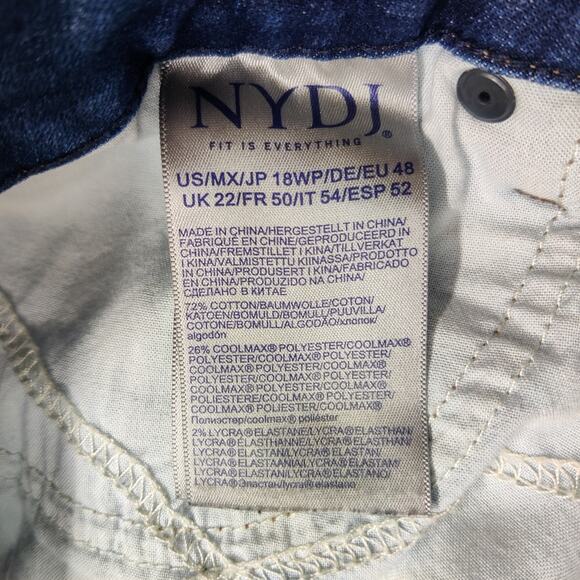 NYDJ®
FIT IS EVERYTHING
US/MX/JP 18WP/DE/EU 48
UK 22/FR 50/IT 54/ESP 52
MADE IN CHINA/HERGESTELLT IN CHINA/
FABRIQUÉ EN CHINE/GEPRODUCEERD IN
CHINA/FREMSTILLET I KINA/TILLVERKAT
I KINA/VALMISTETTU KIINASSA/PRODOTTO
IN CHINA/PRODUSERT I KINA/FABRICADO
EN CHINA/PRODUZIDO NA CHINA/
СДЕЛАНО В КИТАЕ
72% COTTON/BAUMWOLLE/COTON/
KATOEN/BOMULD/BOMULL/PUUVILLA/
COTONE/BOMULL/ALGODÃO/хлопок/
algodón
26% COOLMAX® POLYESTER/COOLMAX®
POLYESTER/COOLMAX® POLYESTER/
COOLMAX® POLYESTER/COOLMAX®
POLYESTER/COOLMAX® POLYESTER/
COOLMAX® POLYESTER/COOLMAX®
POLIESTERE/COOLMAX® POLYESTER/
COOLMAX® POLIÉSTER/COOLMAX®
Полиэстер/coolmax® poliéster
2% LYCRA® ELASTANE/LYCRA® ELASTHAN/
LYCRA® ELASTHANNE/LYCRA® ELASTHAN/
LYCRA® ELASTAN/LYCRA® ELASTAN/
LYCRA® ELASTAANIA/LYCRA® ELASTAN/
LYCRA® ELASTAN/LYCRA® ELASTANO/
LYCRA® Эластан/lycra® elastano